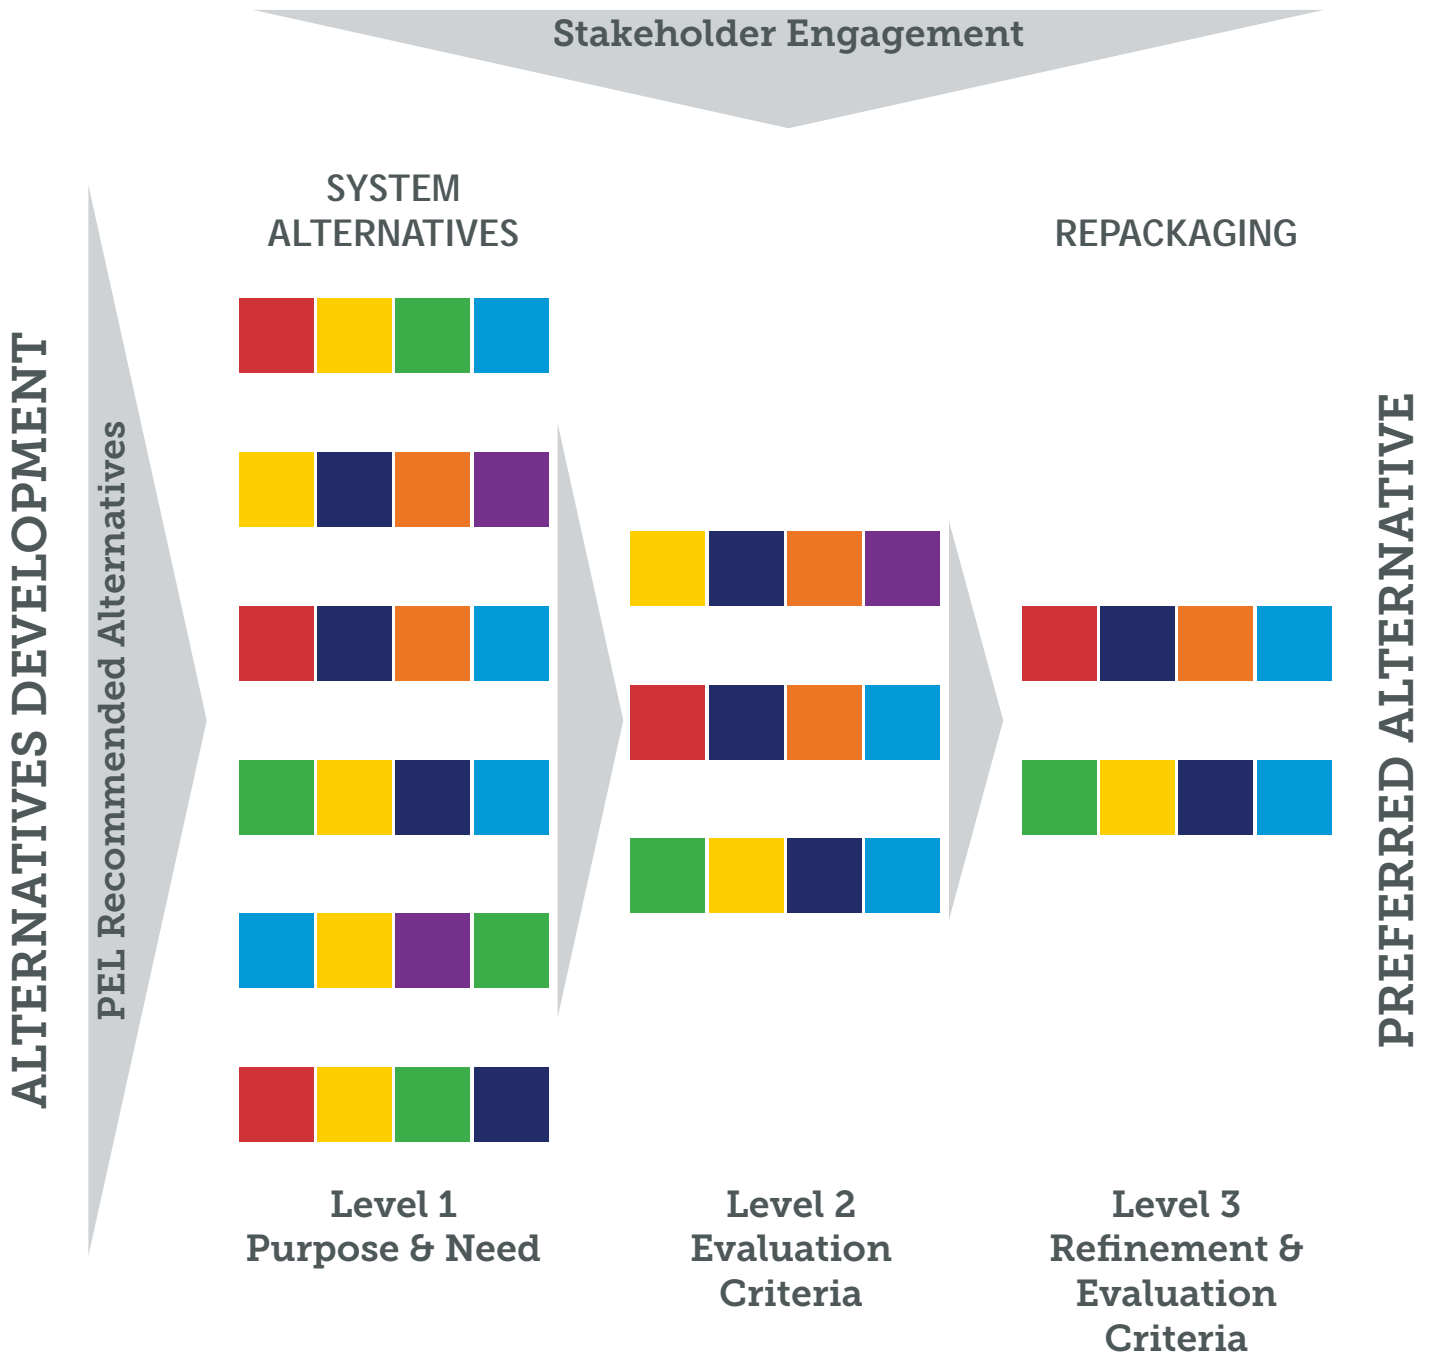 Stakeholder Engagement
SYSTEM
ALTERNATIVES
REPACKAGING
ALTERNATIVES DEVELOPMENT
PEL Recommended Alternatives
PREFERRED ALTERNATIVE
Level 1
Purpose & Need
Level 2
Evaluation
Criteria
Level 3
Refinement &
Evaluation
Criteria